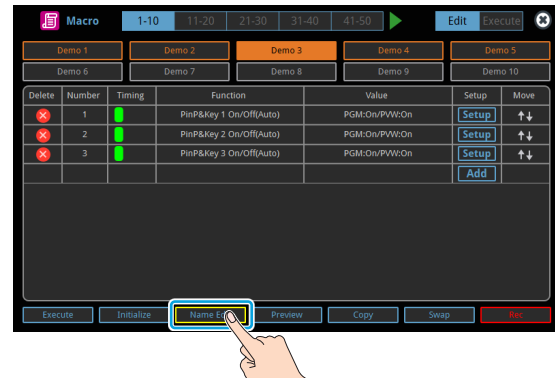 Macro 1-10 11-20 21-30 31-40 41-50 Edit Execute
Demo 1 Demo 2 Demo 3 Demo 4 Demo 5
Demo 6 Demo 7 Demo 8 Demo 9 Demo 10
Delete Number Timing Function Value Setup Move
1 PinP&Key 1 On/Off(Auto) PGM:On/PVW:On Setup
2 PinP&Key 2 On/Off(Auto) PGM:On/PVW:On Setup
3 PinP&Key 3 On/Off(Auto) PGM:On/PVW:On Setup
Add
Execute Initialize Name Preview Copy Swap Rec